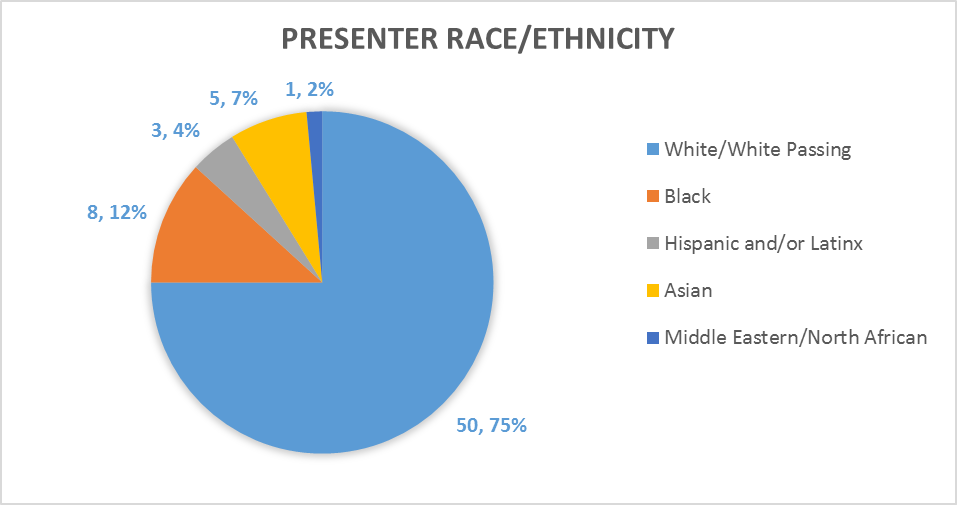 PRESENTER RACE/ETHNICITY
1, 2%
5, 7%
3, 4%
8, 12%
50, 75%
White/White Passing
Black
Hispanic and/or Latinx
Asian
Middle Eastern/North African